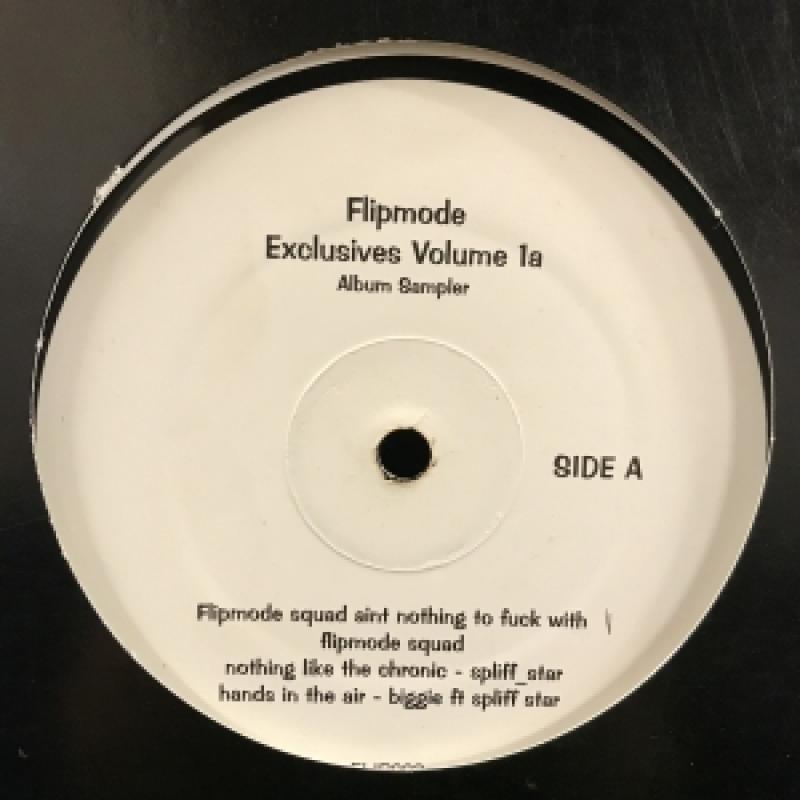 Flipmode
Exclusives Volume 1a
Album Sampler
SIDE A
Flipmode squad aint nothing to fuck with
flipmode squad
nothing like the chronic - spliff_star
hands in the air - biggie ft spliff star